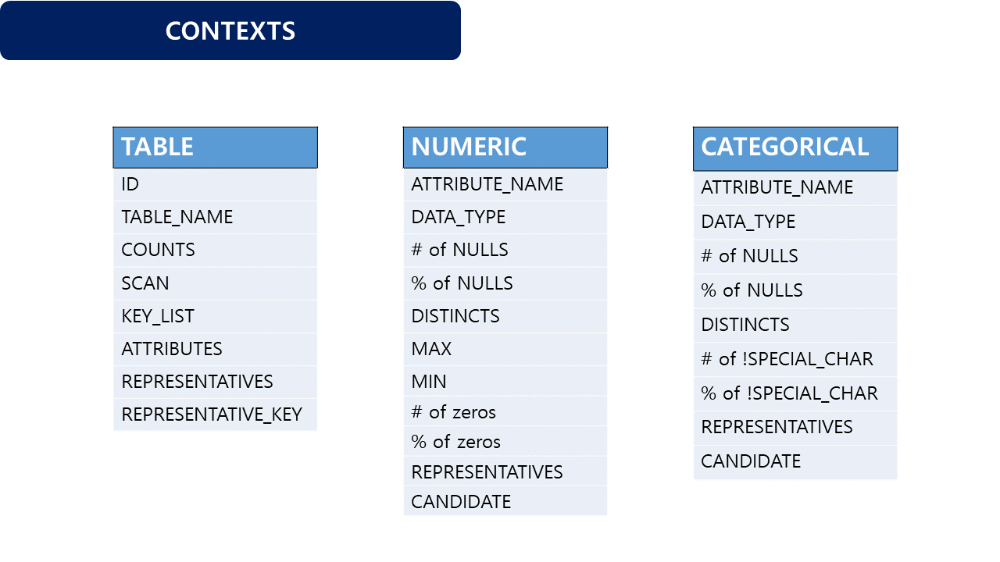 CONTEXTS
TABLE
ID
TABLE_NAME
COUNTS
SCAN
KEY_LIST
ATTRIBUTES
REPRESENTATIVES
REPRESENTATIVE_KEY
NUMERIC
ATTRIBUTE_NAME
DATA_TYPE
# of NULLS
% of NULLS
DISTINCTS
MAX
MIN
# of zeros
% of zeros
REPRESENTATIVES
CANDIDATE
CATEGORICAL
ATTRIBUTE_NAME
DATA_TYPE
# of NULLS
% of NULLS
DISTINCTS
# of !SPECIAL_CHAR
% of !SPECIAL_CHAR
REPRESENTATIVES
CANDIDATE